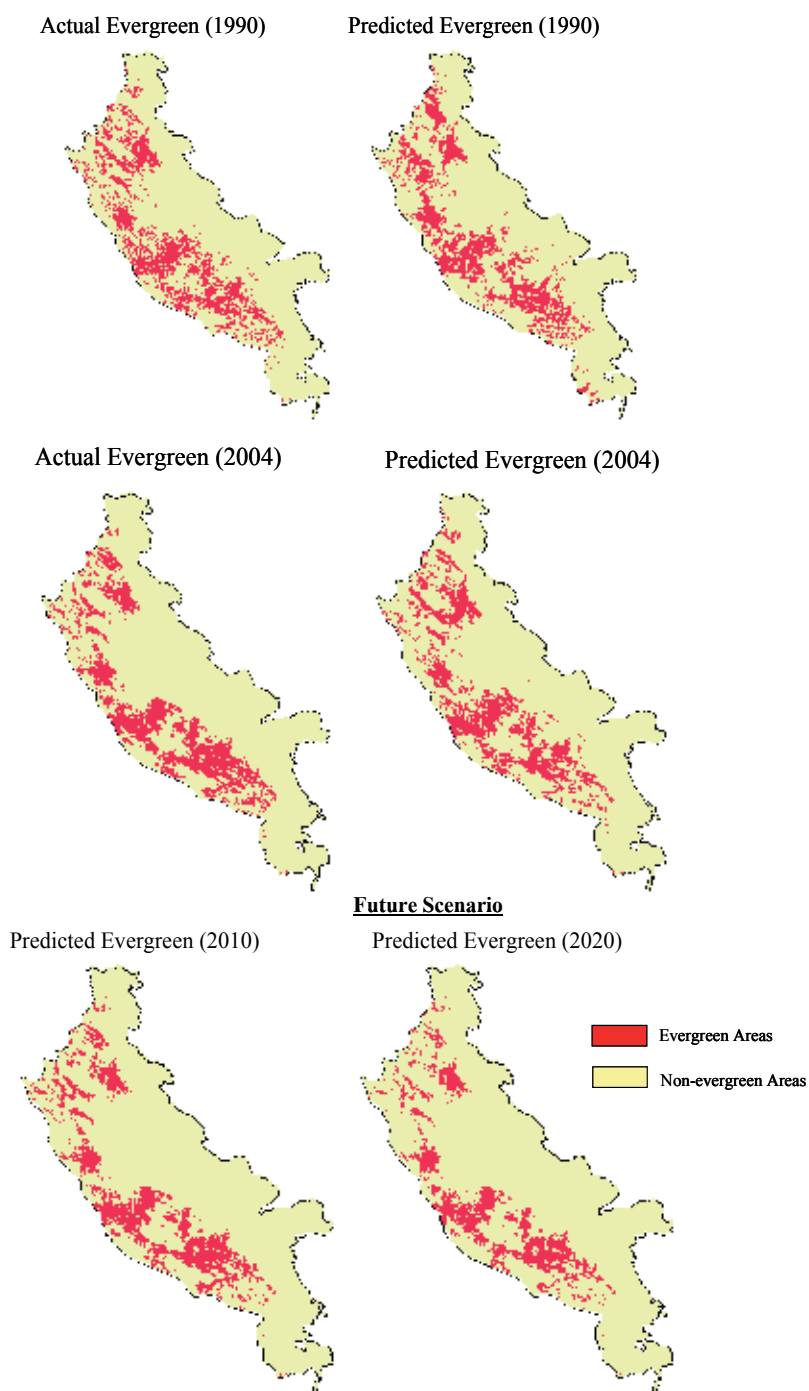 Actual Evergreen (1990)
Predicted Evergreen (1990)
Actual Evergreen (2004)
Predicted Evergreen (2004)
Future Scenario
Predicted Evergreen (2010)
Predicted Evergreen (2020)
Evergreen Areas
Non-evergreen Areas